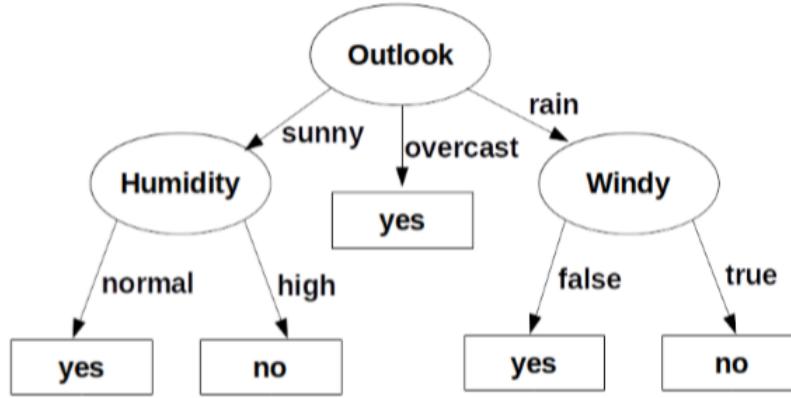 Outlook
sunny
overcast
rain
Humidity
yes
Windy
normal
high
false
true
yes
no
yes
no